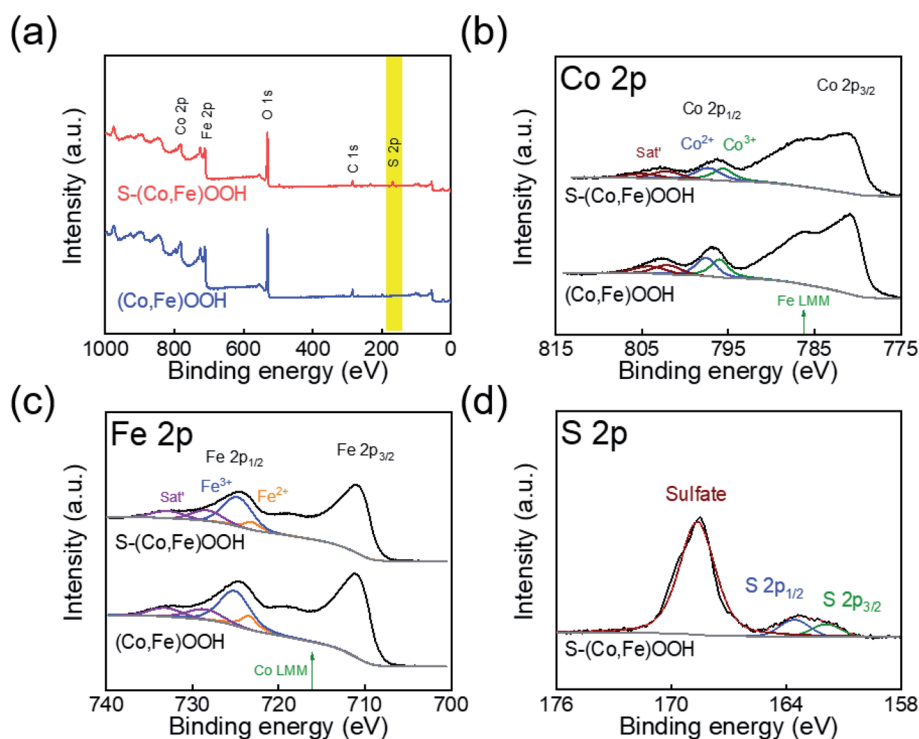 (a)
Co 2p
Fe 2p
O 1s
C 1s
S 2p
S-(Co,Fe)OOH
(Co,Fe)OOH
Intensity (a.u.)
1000 800 600 400 200 0
Binding energy (eV)
(b)
Co 2p
Co 2p3/2
Co 2p1/2
Sat' Co2+ Co3+
S-(Co,Fe)OOH
(Co,Fe)OOH
Fe LMM
Intensity (a.u.)
815 805 795 785 775
Binding energy (eV)
(c)
Fe 2p
Fe 2p1/2 Fe 2p3/2
Sat' Fe3+ Fe2+
S-(Co,Fe)OOH
(Co,Fe)OOH
Co LMM
Intensity (a.u.)
740 730 720 710 700
Binding energy (eV)
(d)
S 2p
Sulfate
S 2p1/2
S 2p3/2
S-(Co,Fe)OOH
Intensity (a.u.)
176 170 164 158
Binding energy (eV)